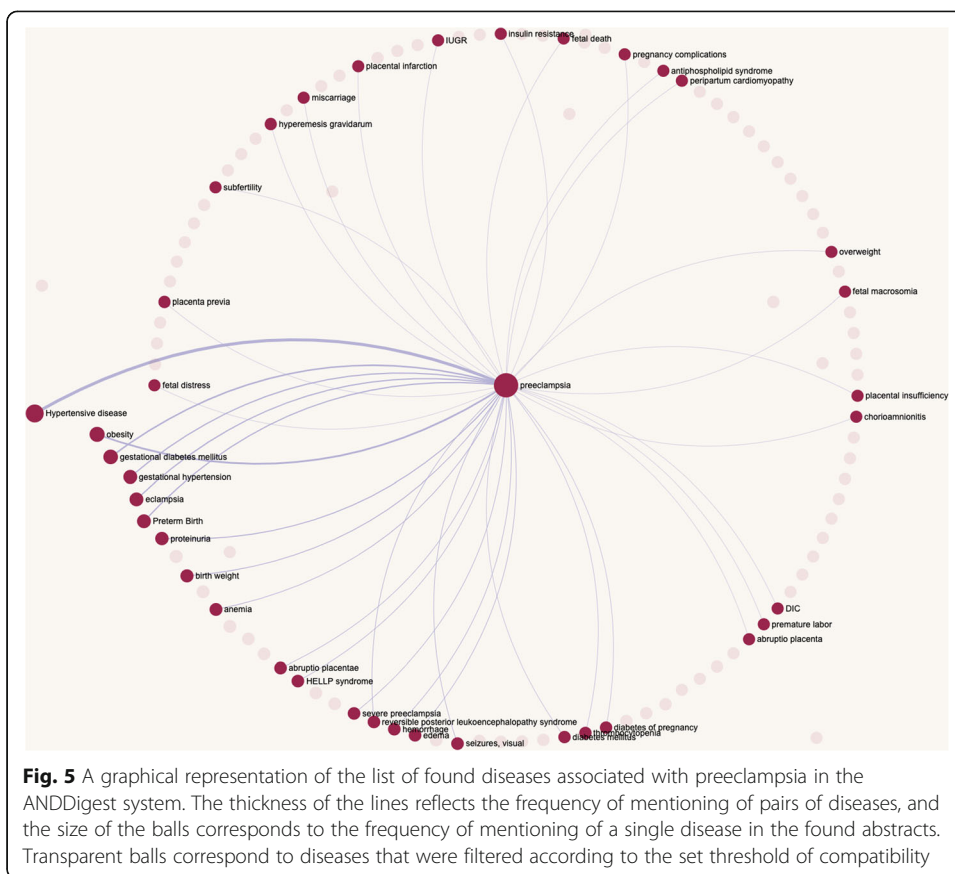 IUGR
insulin resistance
fetal death
pregnancy complications
placental infarction
antiphospholipid syndrome
peripartum cardiomyopathy
miscarriage
hyperemesis gravidarum
subfertility
overweight
fetal macrosomia
placenta previa
fetal distress
preeclampsia
placental insufficiency
Hypertensive disease
chorioamnionitis
obesity
gestational diabetes mellitus
gestational hypertension
eclampsia
Preterm Birth
proteinuria
birth weight
anemia
DIC
premature labor
abruptio placenta
abruptio placentae
HELLP syndrome
severe preeclampsia
reversible posterior leukoencephalopathy syndrome
hemorrhage
edema
seizures, visual
diabetes of pregnancy
thrombocytopenia
diabetes mellitus
Fig. 5 A graphical representation of the list of found diseases associated with preeclampsia in the
ANDDigest system. The thickness of the lines reflects the frequency of mentioning of pairs of diseases, and
the size of the balls corresponds to the frequency of mentioning of a single disease in the found abstracts.
Transparent balls correspond to diseases that were filtered according to the set threshold of compatibility